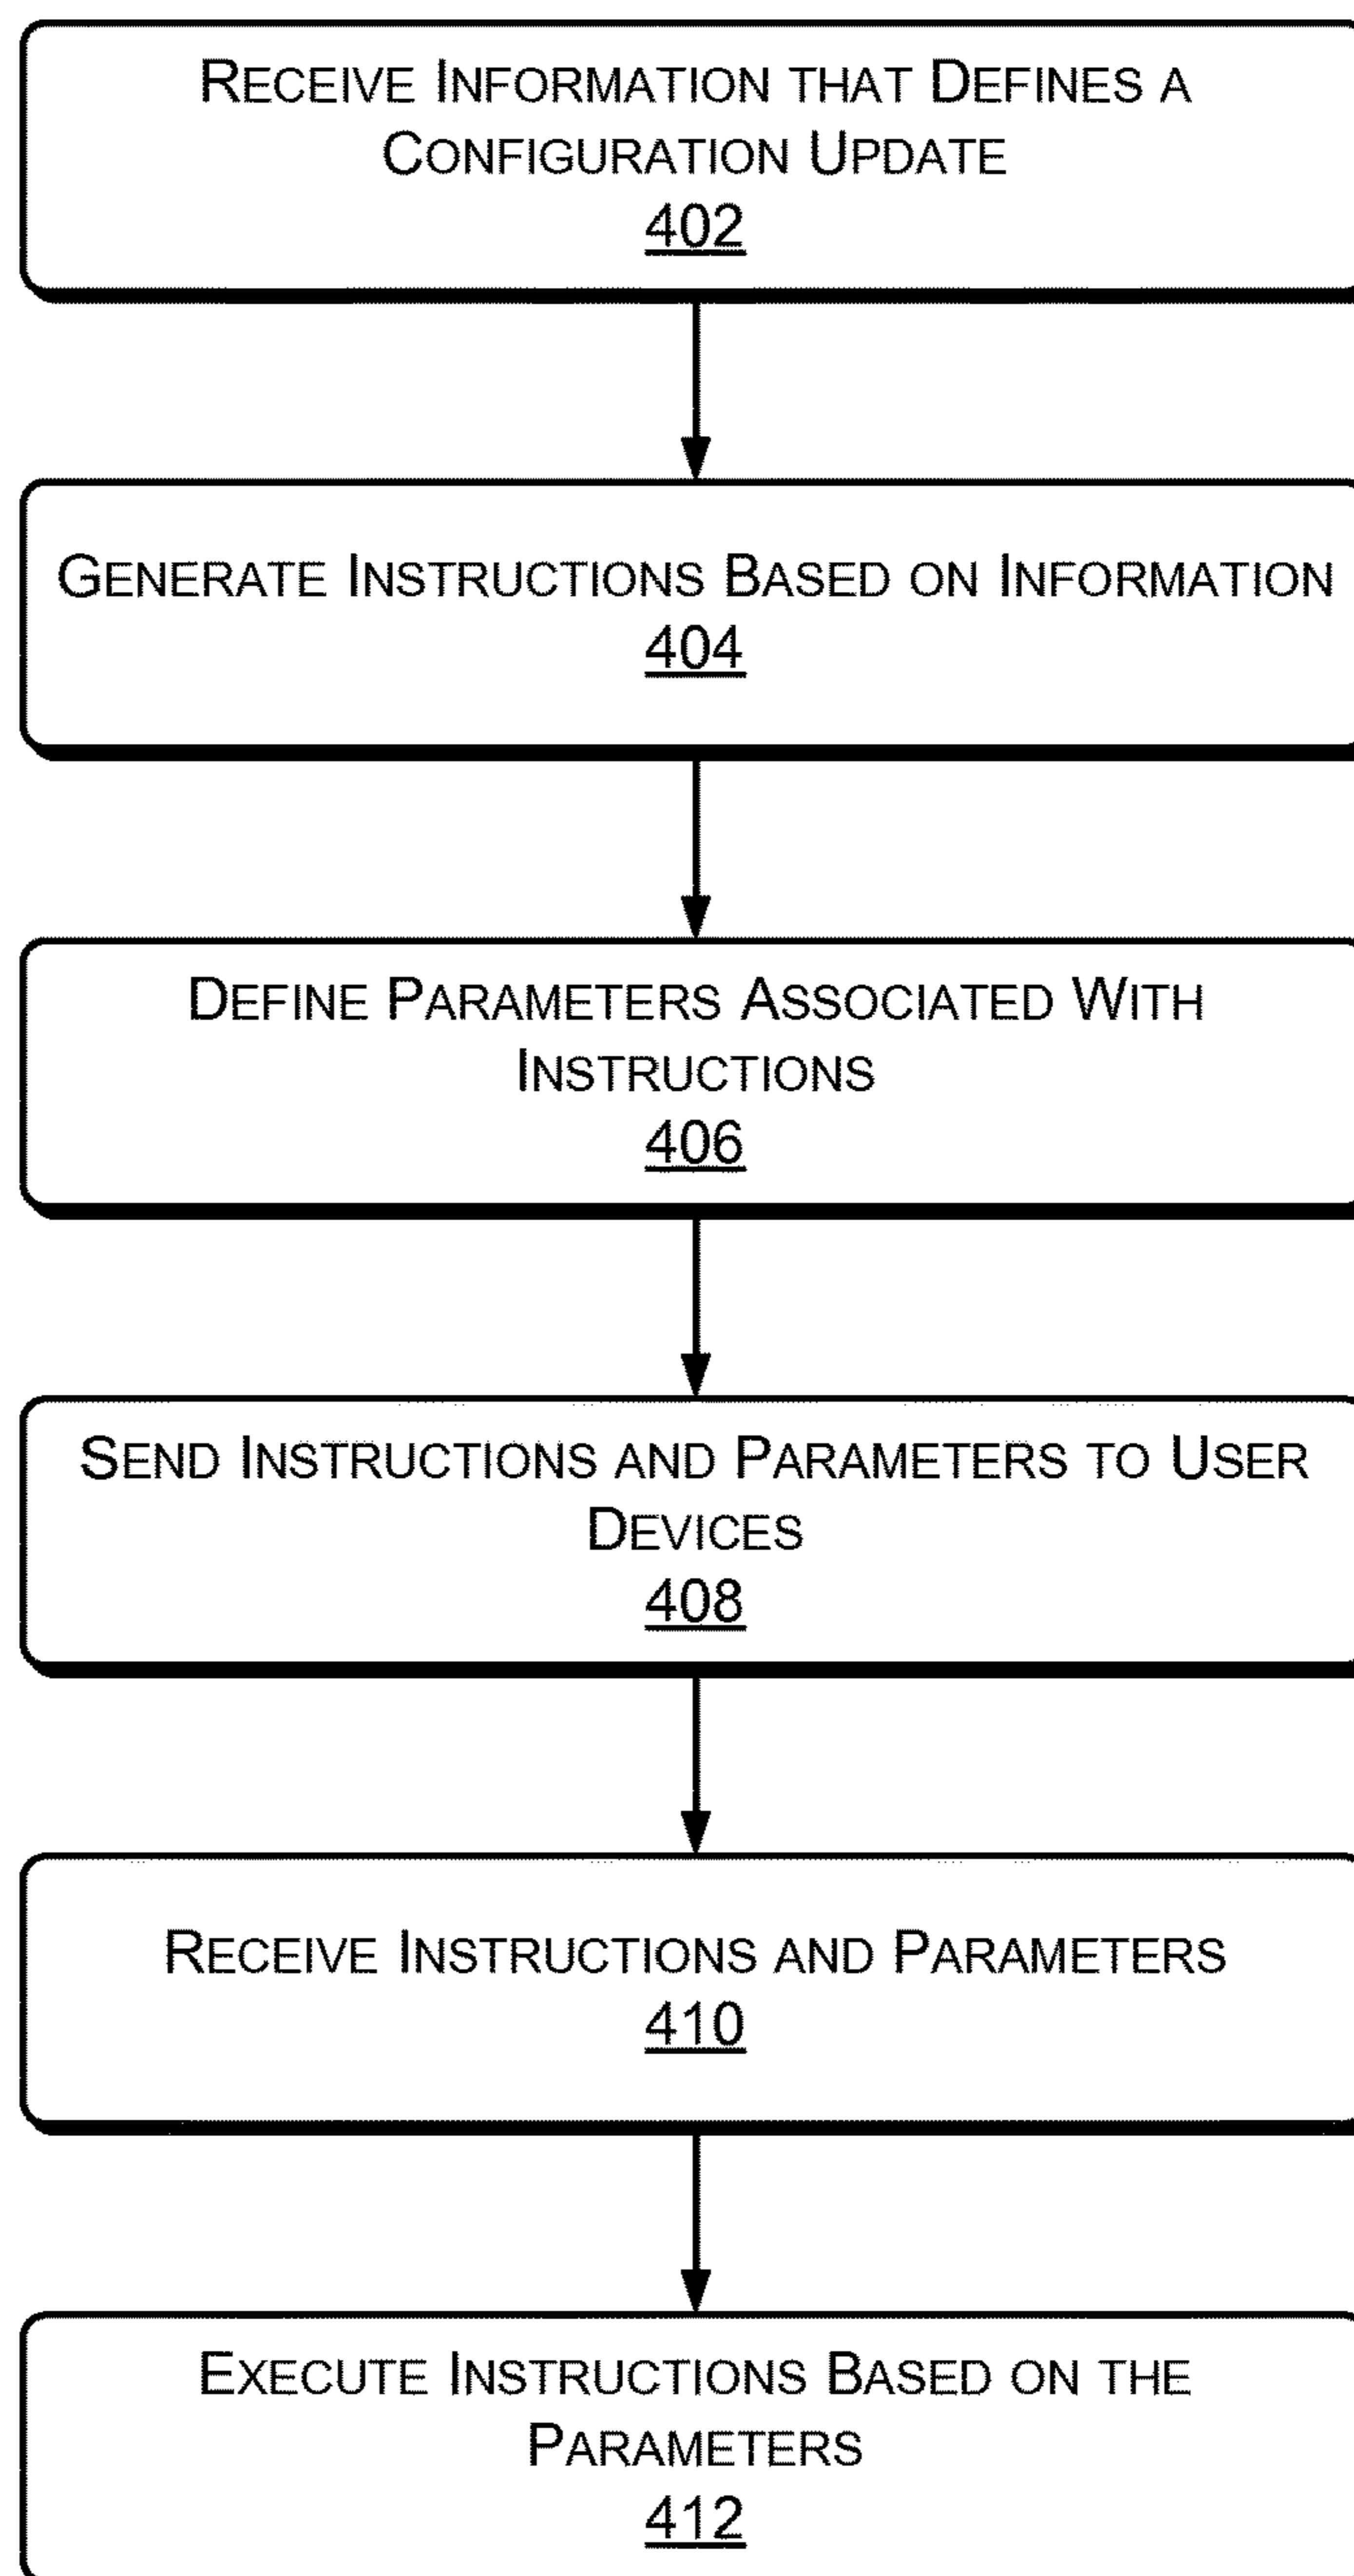 RECEIVE INFORMATION THAT DEFINES A
CONFIGURATION UPDATE
402
GENERATE INSTRUCTIONS BASED ON INFORMATION
404
DEFINE PARAMETERS ASSOCIATED WITH
INSTRUCTIONS
406
SEND INSTRUCTIONS AND PARAMETERS TO USER
DEVICES
408
RECEIVE INSTRUCTIONS AND PARAMETERS
410
EXECUTE INSTRUCTIONS BASED ON THE
PARAMETERS
412